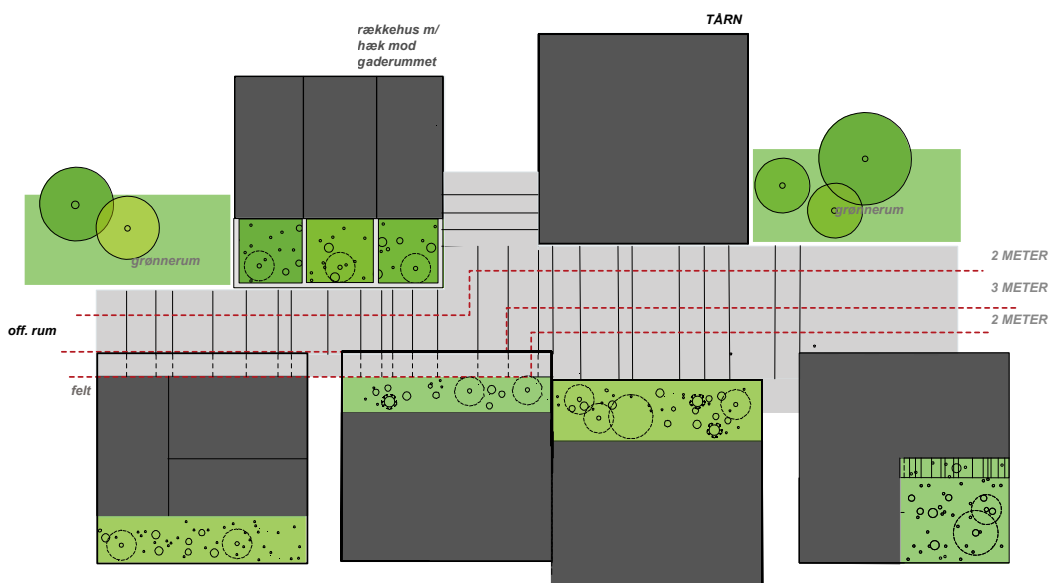 TÅRN
rækkehus m/
hæk mod
gaderummet
grønnerum
grønnerum
2 METER
3 METER
2 METER
off. rum
felt